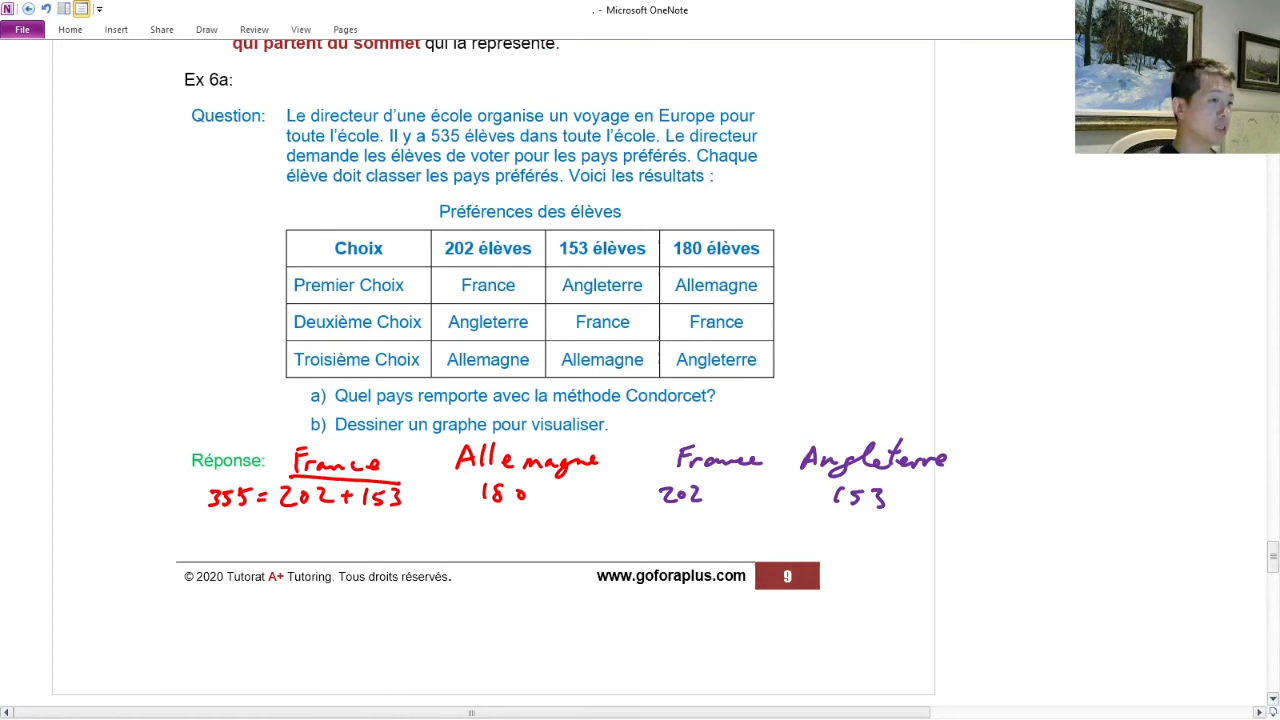 . - Microsoft OneNote
File Home Insert Share Draw Review View Pages
qui partent du sommet qui la représente.
Ex 6a:
Question: Le directeur d'une école organise un voyage en Europe pour
toute l'école. Il y a 535 élèves dans toute l'école. Le directeur
demande les élèves de voter pour les pays préférés. Chaque
élève doit classer les pays préférés. Voici les résultats :
Préférences des élèves
Choix 202 élèves 153 élèves 180 élèves
Premier Choix France Angleterre Allemagne
Deuxième Choix Angleterre France France
Troisième Choix Allemagne Allemagne Angleterre
a) Quel pays remporte avec la méthode Condorcet?
b) Dessiner un graphe pour visualiser.
Réponse: France Allemagne France Angleterre
355 = 202 + 153 180 202 153
© 2020 Tutorat A+ Tutoring. Tous droits réservés. www.goforaplus.com 9